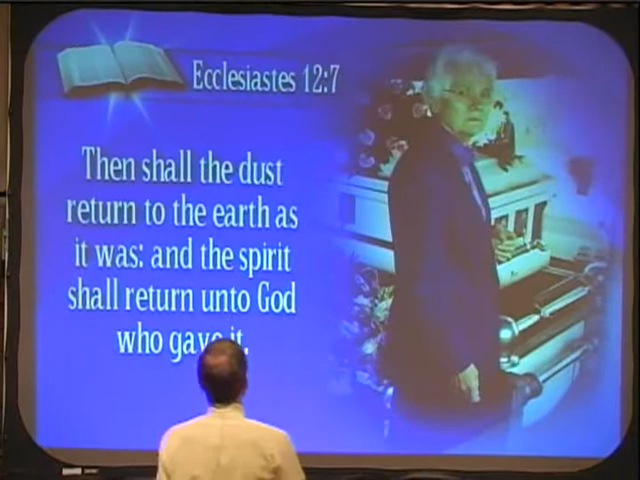 Ecclesiastes 12:7
Then shall the dust
return to the earth as
it was: and the spirit
shall return unto God
who gave it.